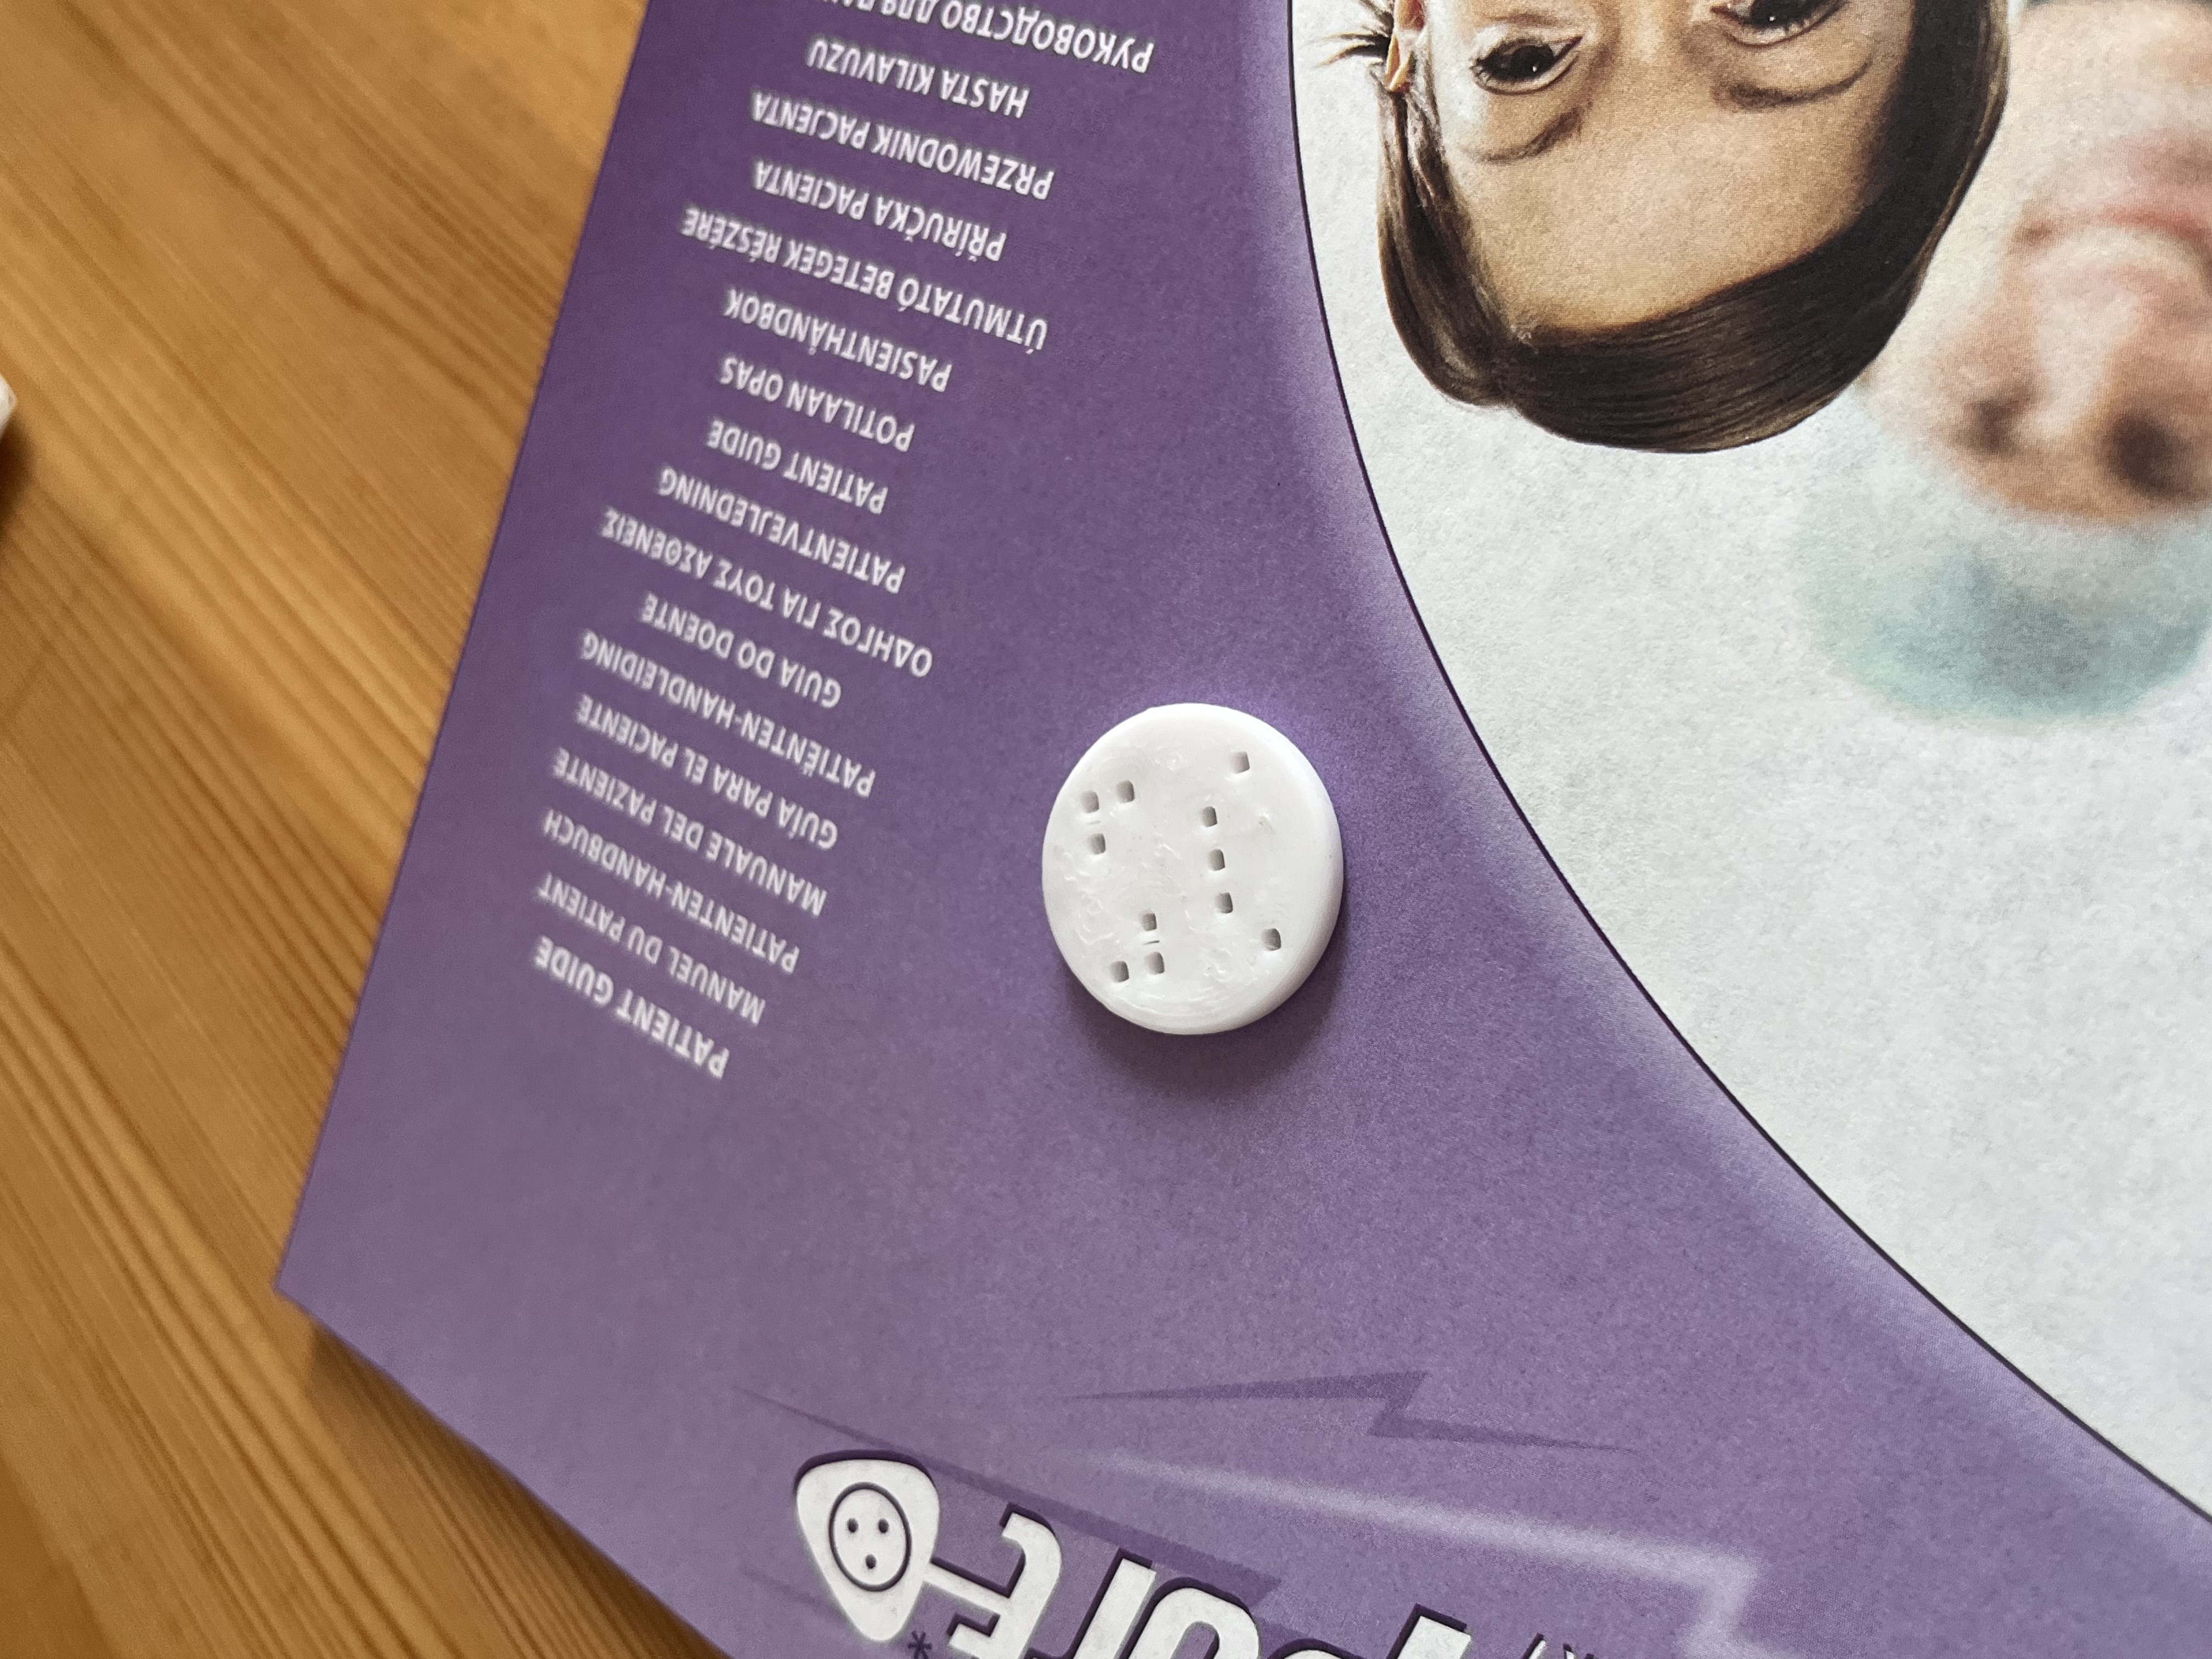 PATIENT GUIDE
MANUEL DU PATIENT
PATIENTEN-HANDBUCH
MANUALE DEL PAZIENTE
GUÍA PARA EL PACIENTE
PATIËNTEN-HANDLEIDING
GUIA DO DOENTE
ΟΔΗΓΟΣ ΓΙΑ ΤΟΥΣ ΑΣΘΕΝΕΙΣ
PATIENTVEJLEDNING
PATIENT GUIDE
POTILAAN OPAS
PASIENTHÅNDBOK
ÚTMUTATÓ BETEGEK RÉSZÉRE
PŘÍRUČKA PACIENTA
PRZEWODNIK PACJENTA
HASTA KILAVUZU
РУКОВОДСТВО ДЛЯ